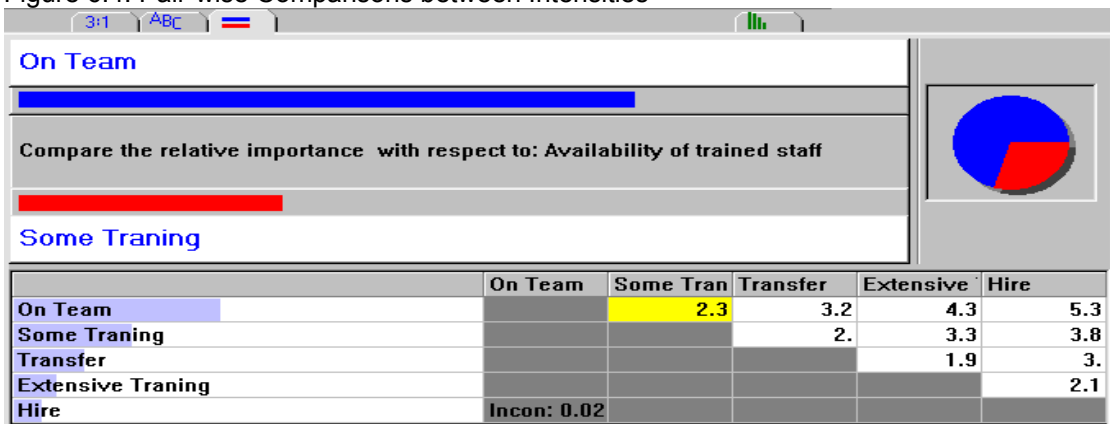 3:1 ABC
On Team
Compare the relative importance with respect to: Availability of trained staff
Some Traning
On Team Some Tran Transfer Extensive Hire
On Team 2.3 3.2 4.3 5.3
Some Traning 2. 3.3 3.8
Transfer 1.9 3.
Extensive Traning 2.1
Hire Incon: 0.02